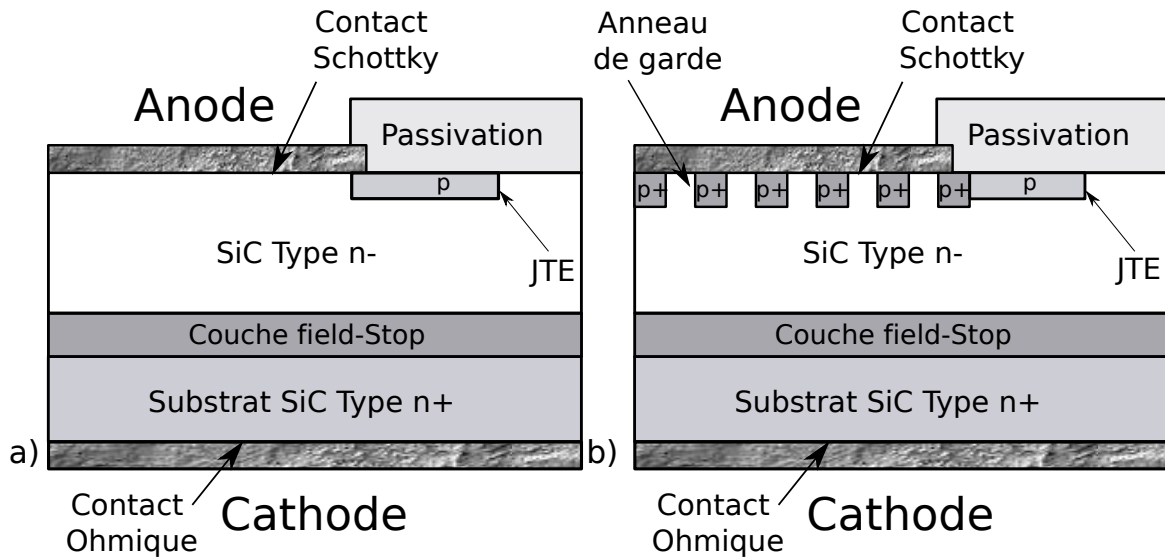 Contact
Schottky
Anode
Passivation
p
SiC Type n-
JTE
Couche field-Stop
Substrat SiC Type n+
a)
Contact
Ohmique
Cathode
Anneau
de garde
Contact
Schottky
Anode
Passivation
p+ p+ p+ p+ p+ p+ p
SiC Type n-
JTE
Couche field-Stop
Substrat SiC Type n+
b)
Contact
Ohmique
Cathode